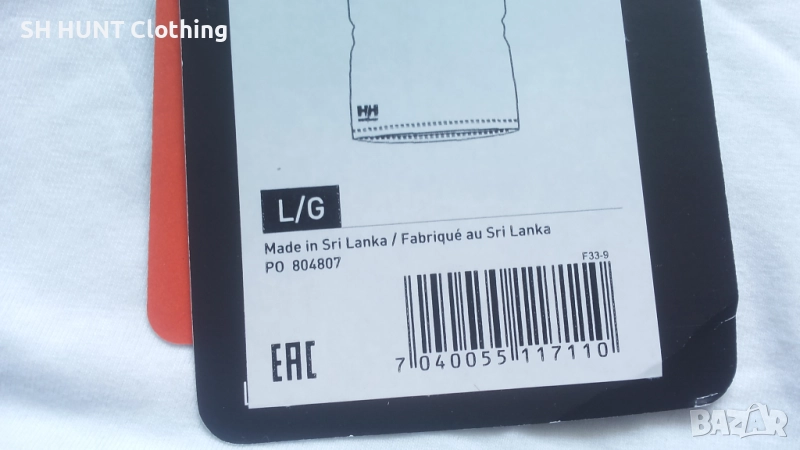 SH HUNT Clothing
HH
L/G
Made in Sri Lanka / Fabriqué au Sri Lanka
PO 804807
F33-9
EAC
7 040055 117110
BAZAR